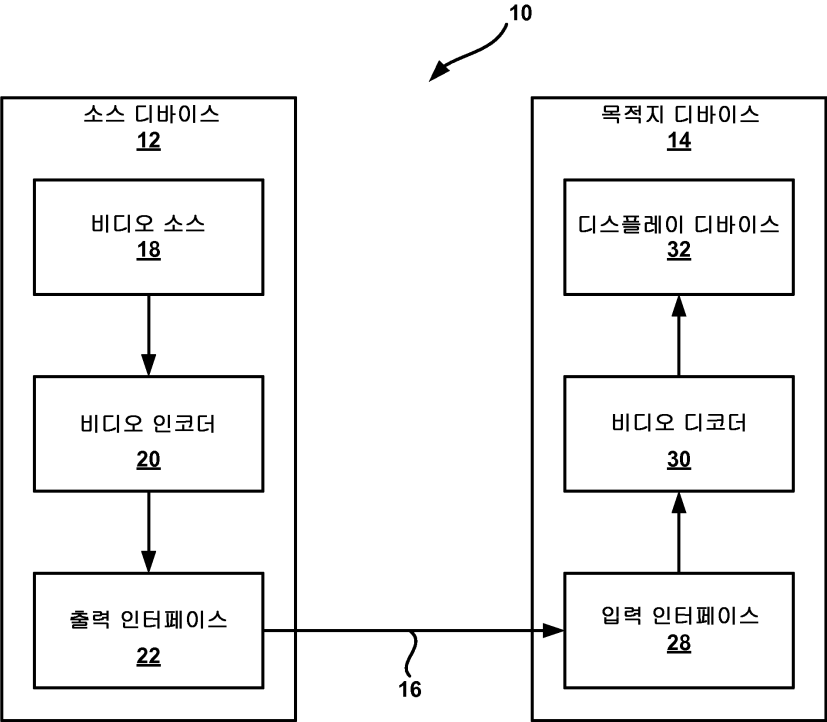 10
소스 디바이스
12
비디오 소스
18
비디오 인코더
20
출력 인터페이스
22
16
목적지 디바이스
14
디스플레이 디바이스
32
비디오 디코더
30
입력 인터페이스
28